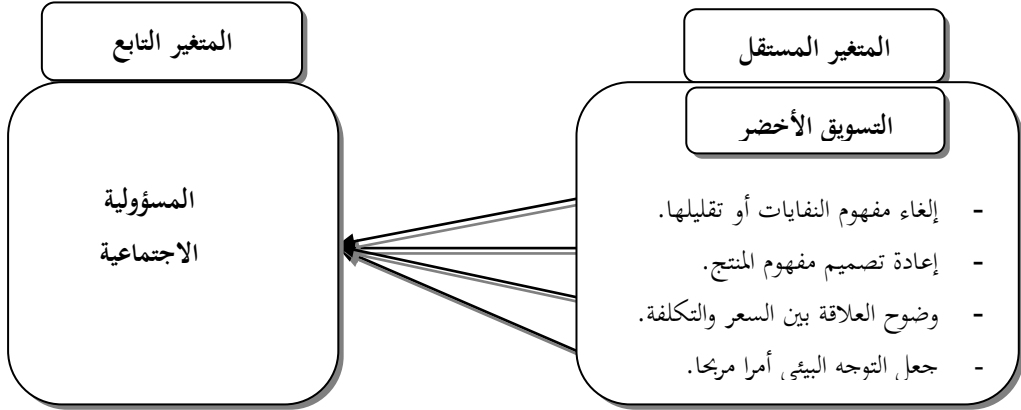 المتغير المستقل
المتغير التابع
التسويق الأخضر
المسؤولية
الاجتماعية
- إلغاء مفهوم النفايات أو تقليلها.
- إعادة تصميم مفهوم المنتج.
- وضوح العلاقة بين السعر والتكلفة.
- جعل التوجه البيئي أمرا مربحا.